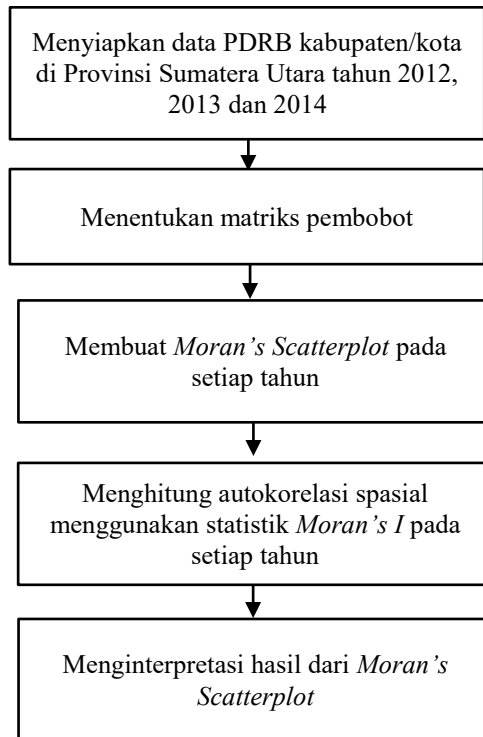 Menyiapkan data PDRB kabupaten/kota
di Provinsi Sumatera Utara tahun 2012,
2013 dan 2014
Menentukan matriks pembobot
Membuat Moran’s Scatterplot pada
setiap tahun
Menghitung autokorelasi spasial
menggunakan statistik Moran’s I pada
setiap tahun
Menginterpretasi hasil dari Moran’s
Scatterplot